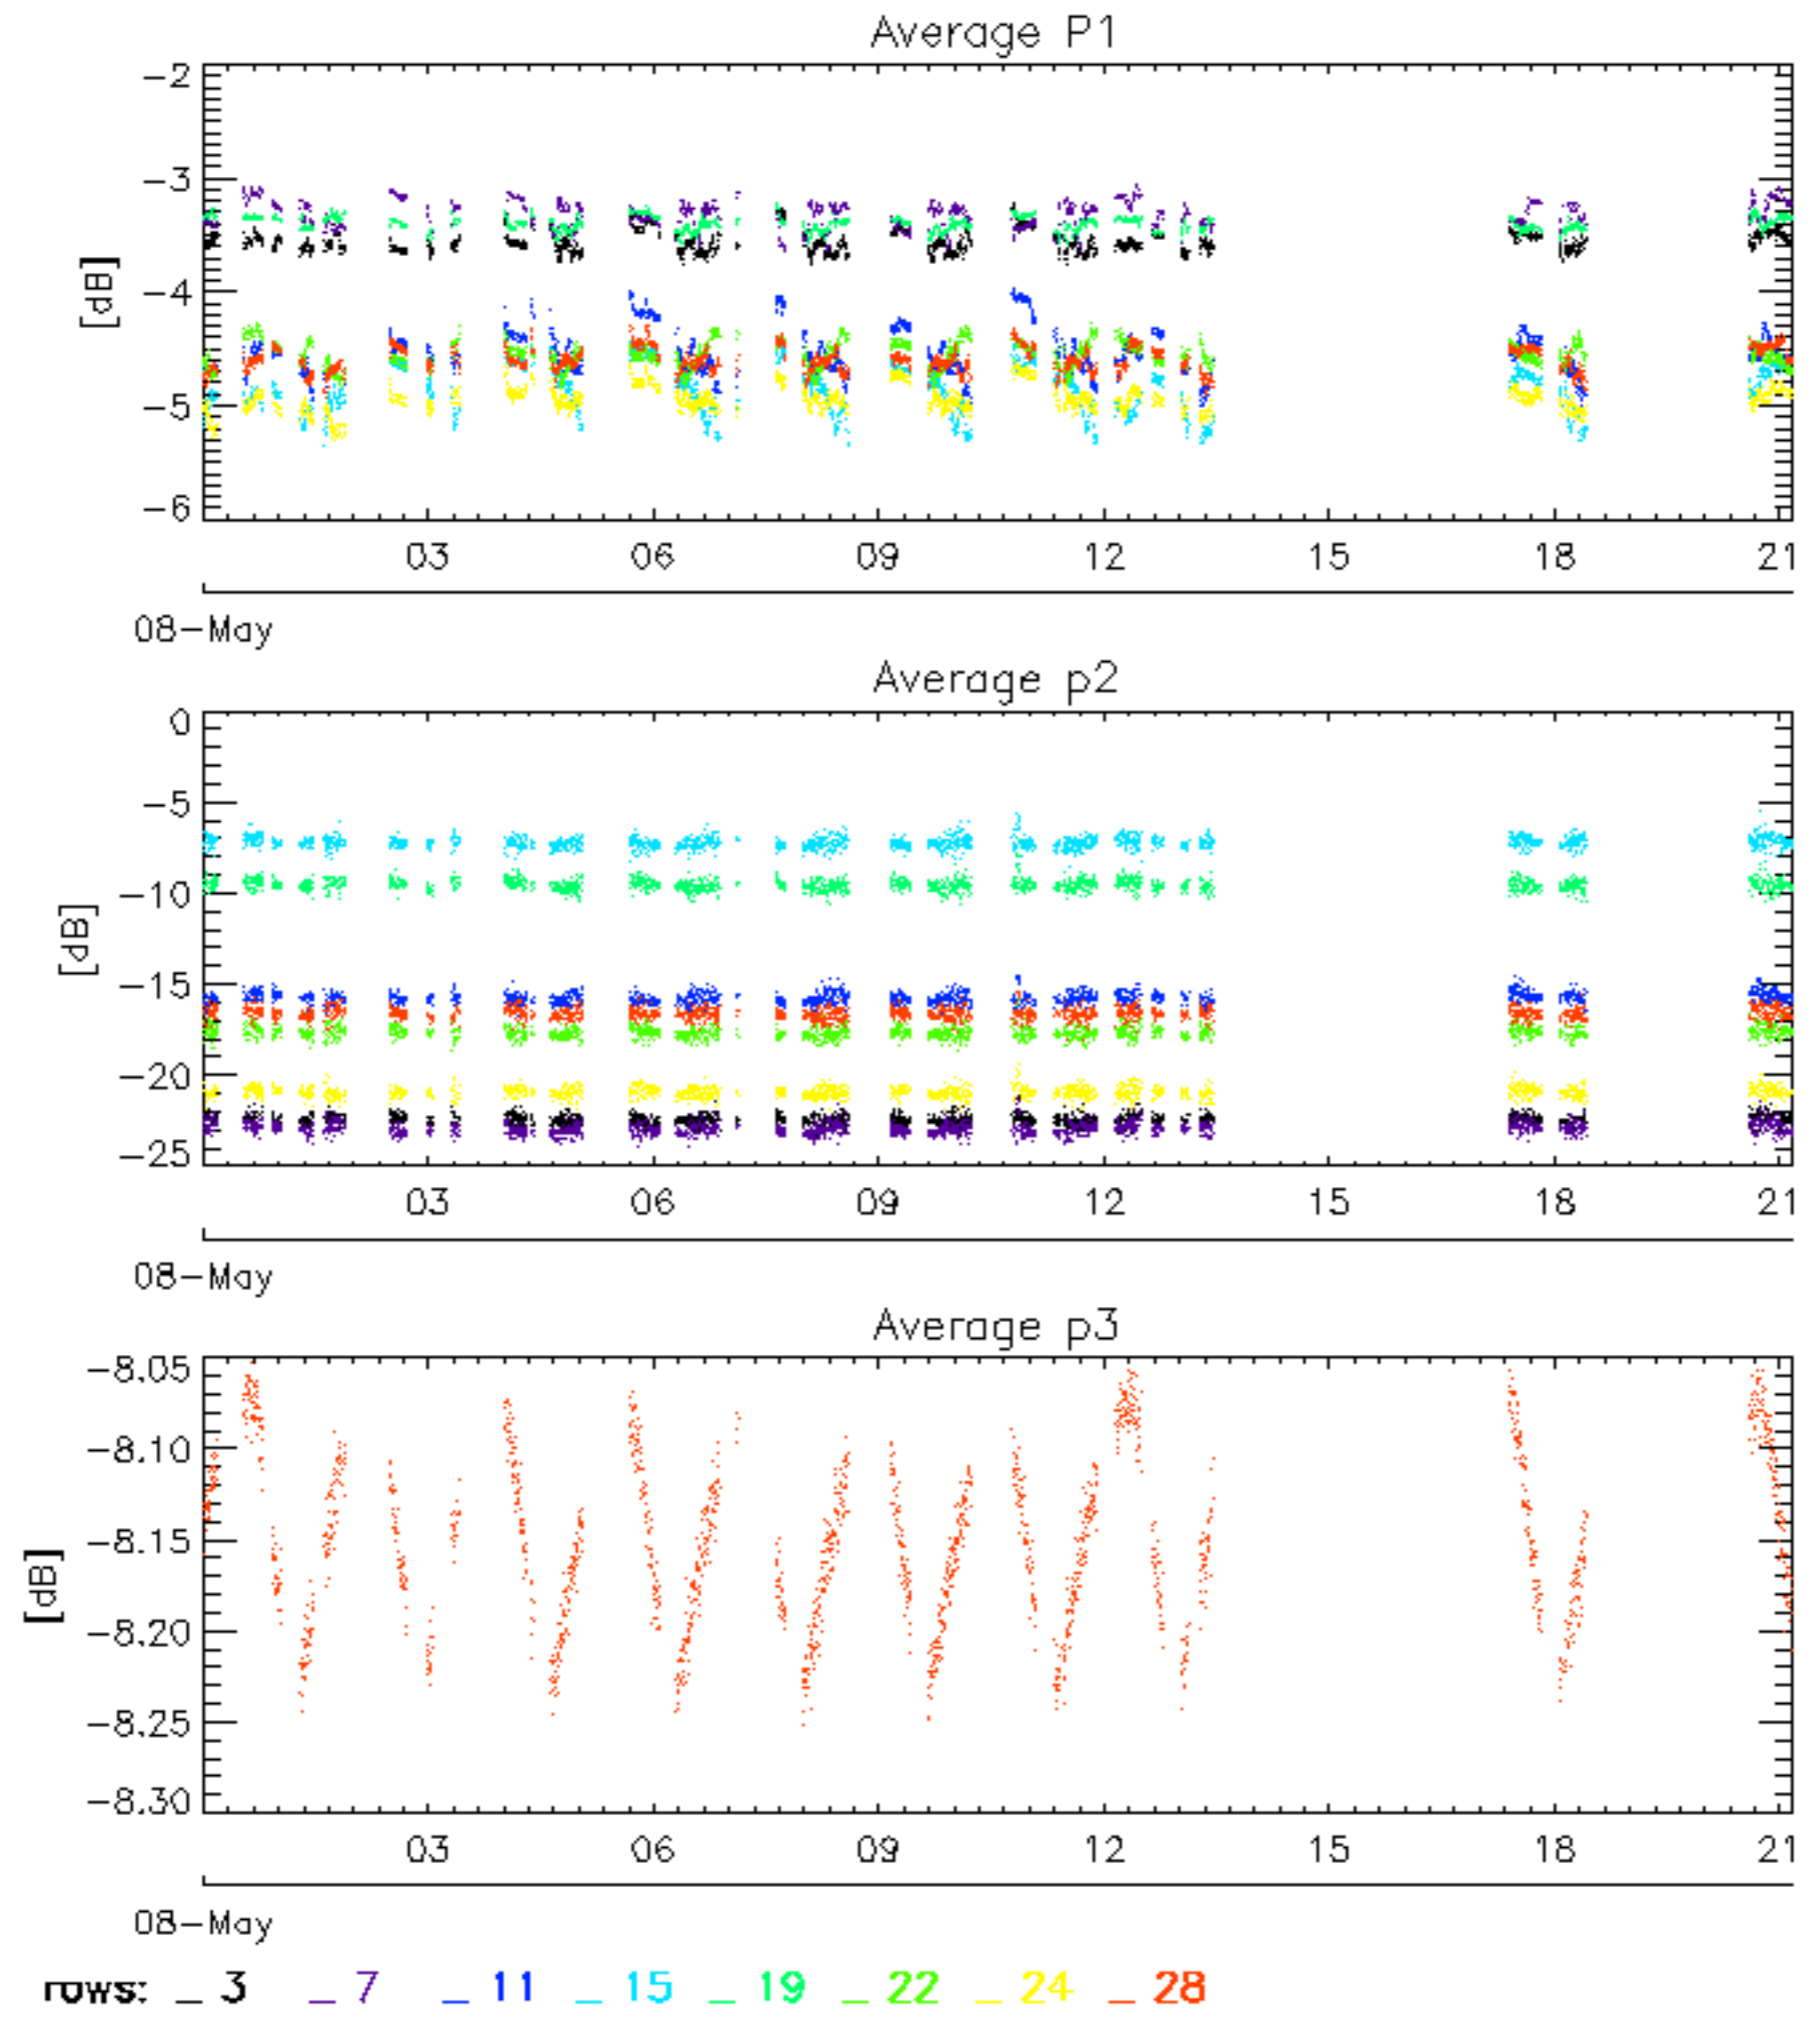 Average P1
-2
-3
-4
-5
-6
[dB]
03 06 09 12 15 18 21
08-May
Average p2
0
-5
-10
-15
-20
-25
[dB]
03 06 09 12 15 18 21
08-May
Average p3
-8.05
-8.10
-8.15
-8.20
-8.25
-8.30
[dB]
03 06 09 12 15 18 21
08-May
rows: _ 3 _ 7 _ 11 _ 15 _ 19 _ 22 _ 24 _ 28